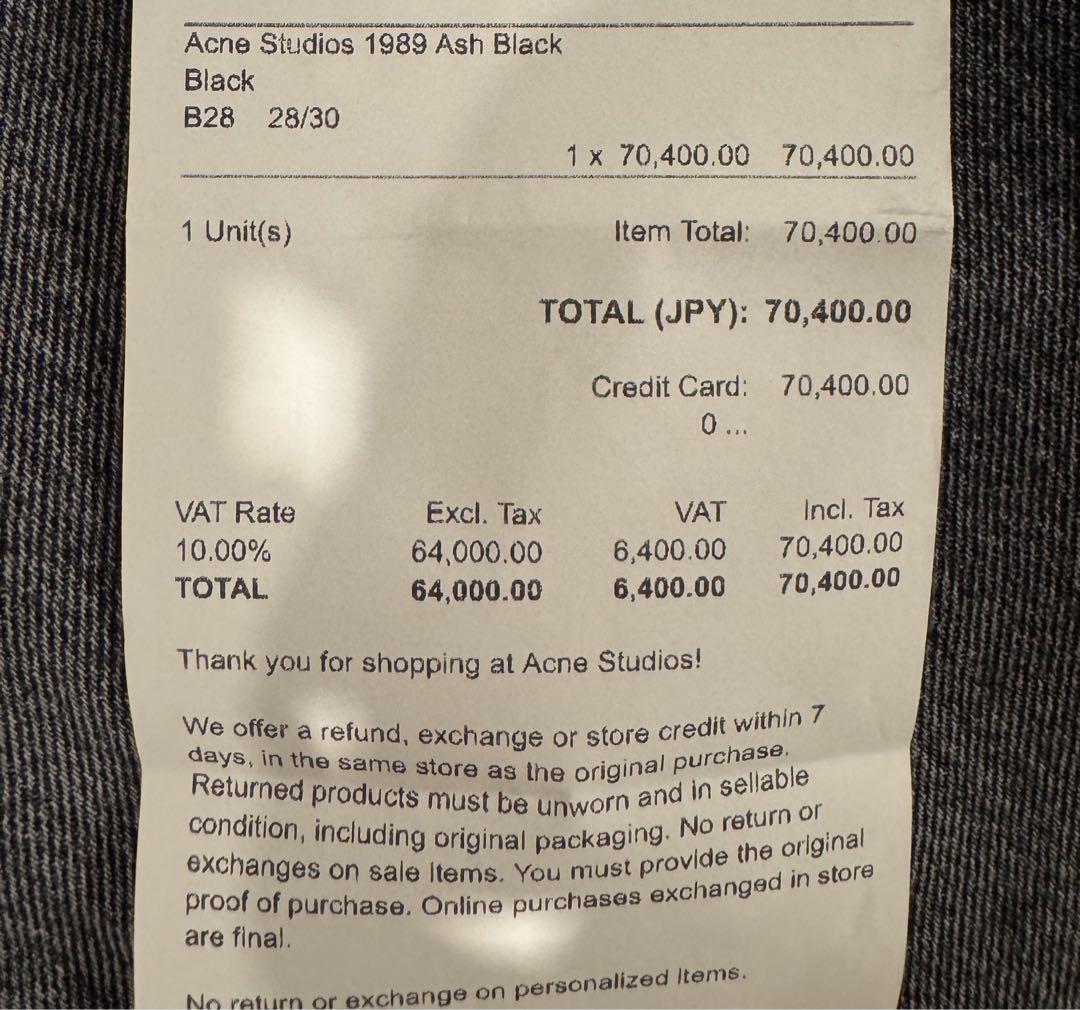 Acne Studios 1989 Ash Black
Black
B28 28/30
1 x 70,400.00 70,400.00
1 Unit(s) Item Total: 70,400.00
TOTAL (JPY): 70,400.00
Credit Card: 70,400.00
0 ...
VAT Rate Excl. Tax VAT Incl. Tax
10.00% 64,000.00 6,400.00 70,400.00
TOTAL 64,000.00 6,400.00 70,400.00
Thank you for shopping at Acne Studios!
We offer a refund, exchange or store credit within 7
days, in the same store as the original purchase.
Returned products must be unworn and in sellable
condition, including original packaging. No return or
exchanges on sale items. You must provide the original
proof of purchase. Online purchases exchanged in store
are final.
No return or exchange on personalized items.